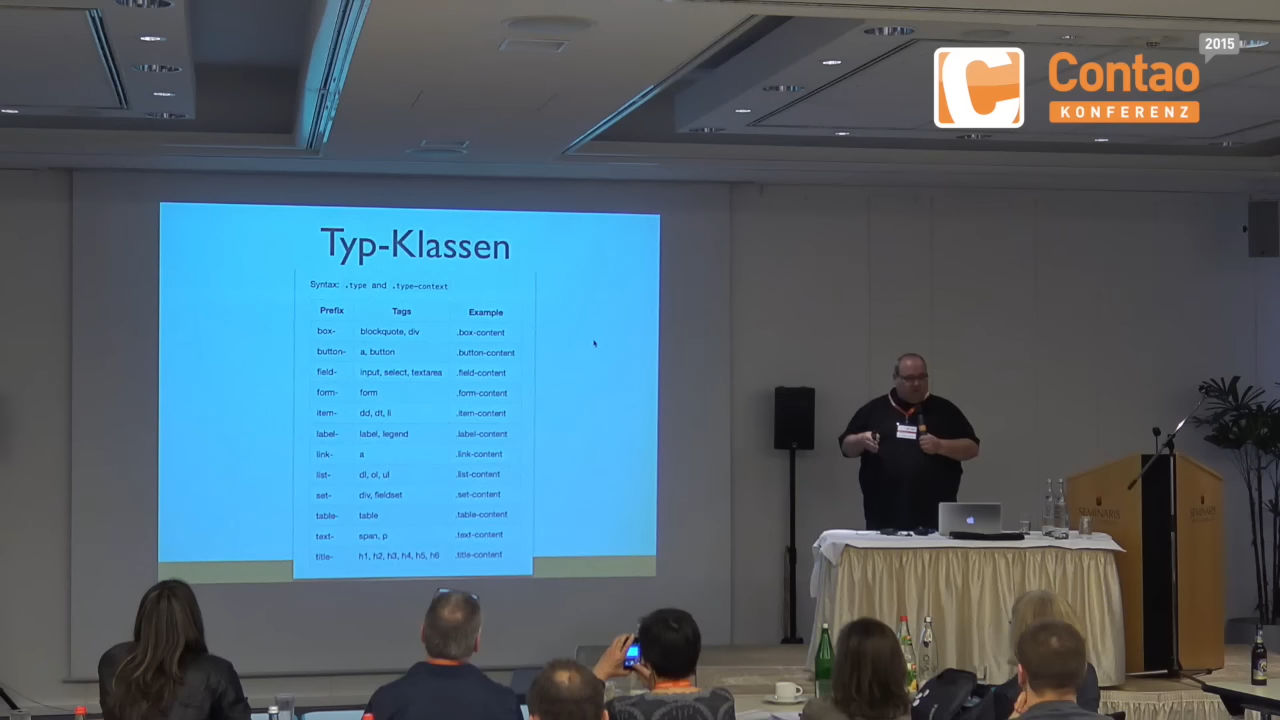 2015
Contao
KONFERENZ
Typ-Klassen
Syntax: .type and .type-context
Prefix Tags Example
box- blockquote, div .box-content
button- a, button .button-content
field- input, select, textarea .field-content
form- form .form-content
item- dd, dt, li .item-content
label- label, legend .label-content
link- a .link-content
list- dl, ol, ul .list-content
set- div, fieldset .set-content
table- table .table-content
text- span, p .text-content
title- h1, h2, h3, h4, h5, h6 .title-content
SEMINARIS